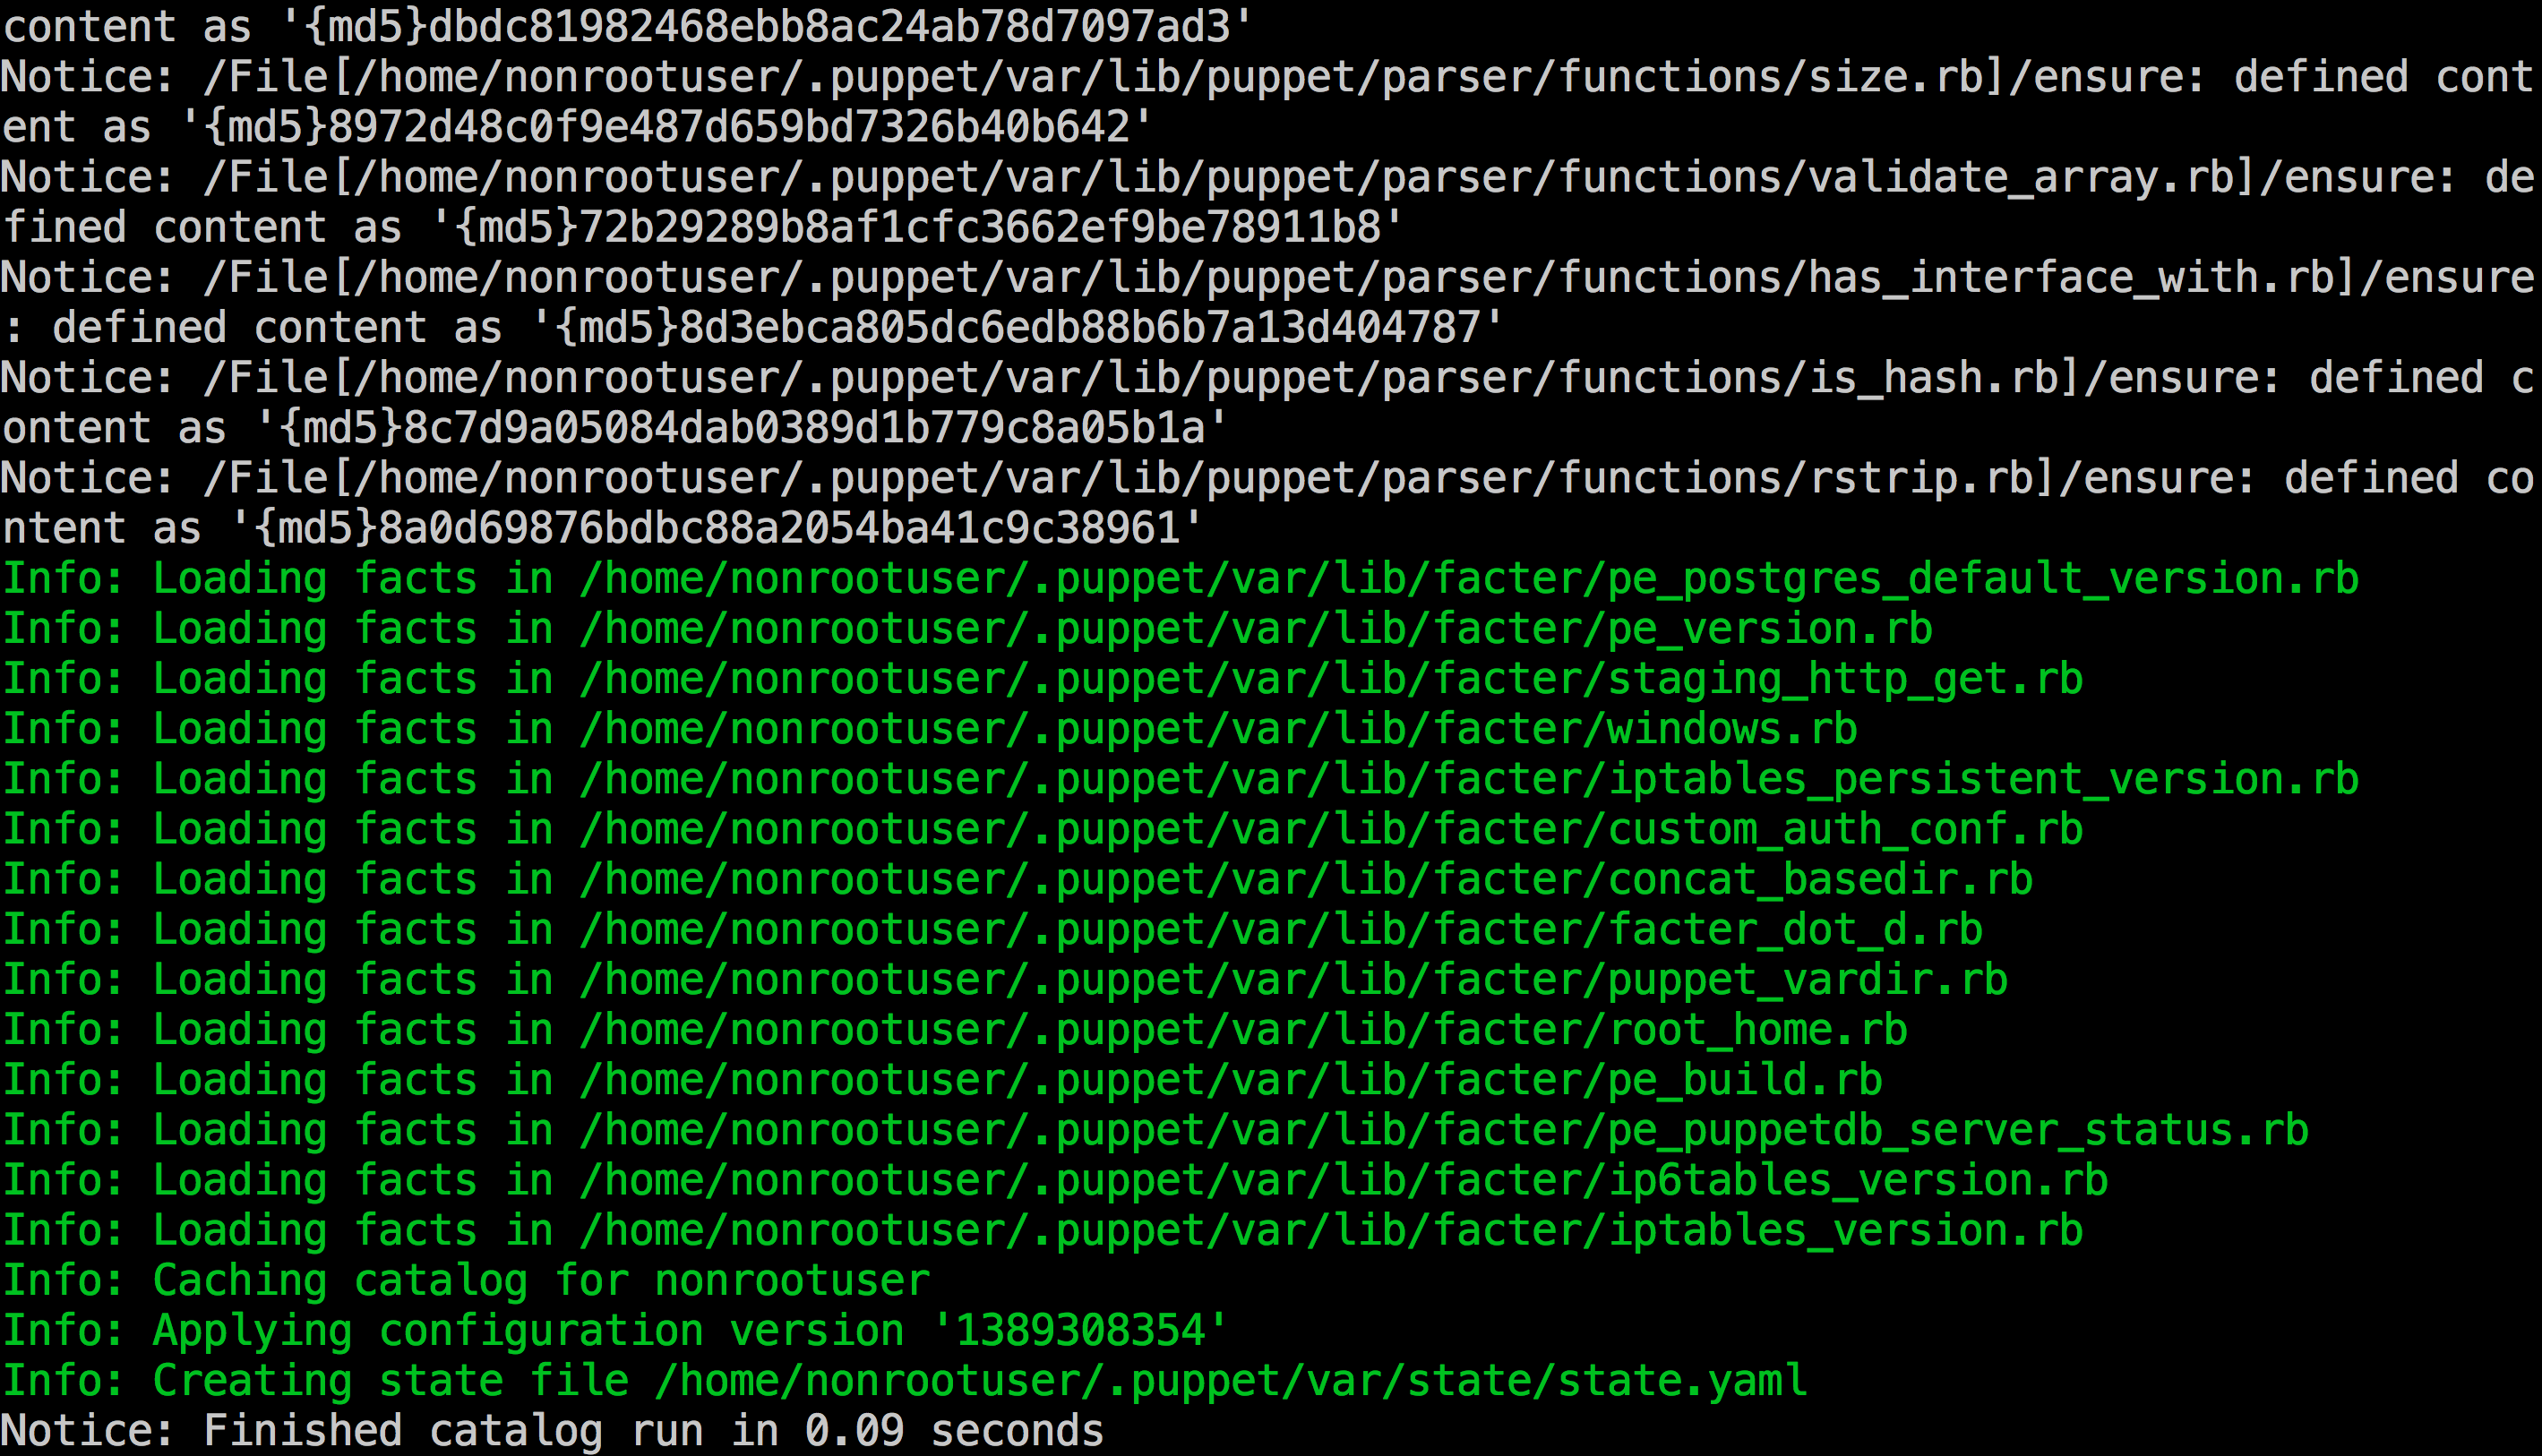 content as '{md5}dbdc81982468ebb8ac24ab78d7097ad3'
Notice: /File[/home/nonrootuser/.puppet/var/lib/puppet/parser/functions/size.rb]/ensure: defined cont
ent as '{md5}8972d48c0f9e487d659bd7326b40b642'
Notice: /File[/home/nonrootuser/.puppet/var/lib/puppet/parser/functions/validate_array.rb]/ensure: de
fined content as '{md5}72b29289b8af1cfc3662ef9be78911b8'
Notice: /File[/home/nonrootuser/.puppet/var/lib/puppet/parser/functions/has_interface_with.rb]/ensure
: defined content as '{md5}8d3ebca805dc6edb88b6b7a13d404787'
Notice: /File[/home/nonrootuser/.puppet/var/lib/puppet/parser/functions/is_hash.rb]/ensure: defined c
ontent as '{md5}8c7d9a05084dab0389d1b779c8a05b1a'
Notice: /File[/home/nonrootuser/.puppet/var/lib/puppet/parser/functions/rstrip.rb]/ensure: defined co
ntent as '{md5}8a0d69876bdbc88a2054ba41c9c38961'
Info: Loading facts in /home/nonrootuser/.puppet/var/lib/facter/pe_postgres_default_version.rb
Info: Loading facts in /home/nonrootuser/.puppet/var/lib/facter/pe_version.rb
Info: Loading facts in /home/nonrootuser/.puppet/var/lib/facter/staging_http_get.rb
Info: Loading facts in /home/nonrootuser/.puppet/var/lib/facter/windows.rb
Info: Loading facts in /home/nonrootuser/.puppet/var/lib/facter/iptables_persistent_version.rb
Info: Loading facts in /home/nonrootuser/.puppet/var/lib/facter/custom_auth_conf.rb
Info: Loading facts in /home/nonrootuser/.puppet/var/lib/facter/concat_basedir.rb
Info: Loading facts in /home/nonrootuser/.puppet/var/lib/facter/facter_dot_d.rb
Info: Loading facts in /home/nonrootuser/.puppet/var/lib/facter/puppet_vardir.rb
Info: Loading facts in /home/nonrootuser/.puppet/var/lib/facter/root_home.rb
Info: Loading facts in /home/nonrootuser/.puppet/var/lib/facter/pe_build.rb
Info: Loading facts in /home/nonrootuser/.puppet/var/lib/facter/pe_puppetdb_server_status.rb
Info: Loading facts in /home/nonrootuser/.puppet/var/lib/facter/ip6tables_version.rb
Info: Loading facts in /home/nonrootuser/.puppet/var/lib/facter/iptables_version.rb
Info: Caching catalog for nonrootuser
Info: Applying configuration version '1389308354'
Info: Creating state file /home/nonrootuser/.puppet/var/state/state.yaml
Notice: Finished catalog run in 0.09 seconds